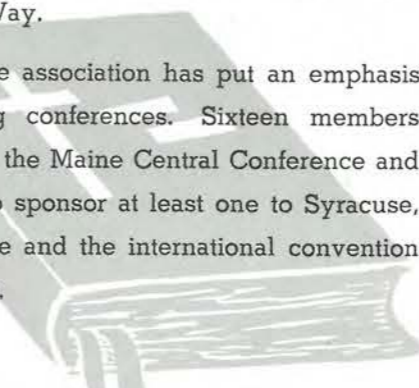 Way.
e association has put an emphasis
g conferences. Sixteen members
the Maine Central Conference and
o sponsor at least one to Syracuse,
e and the international convention
.